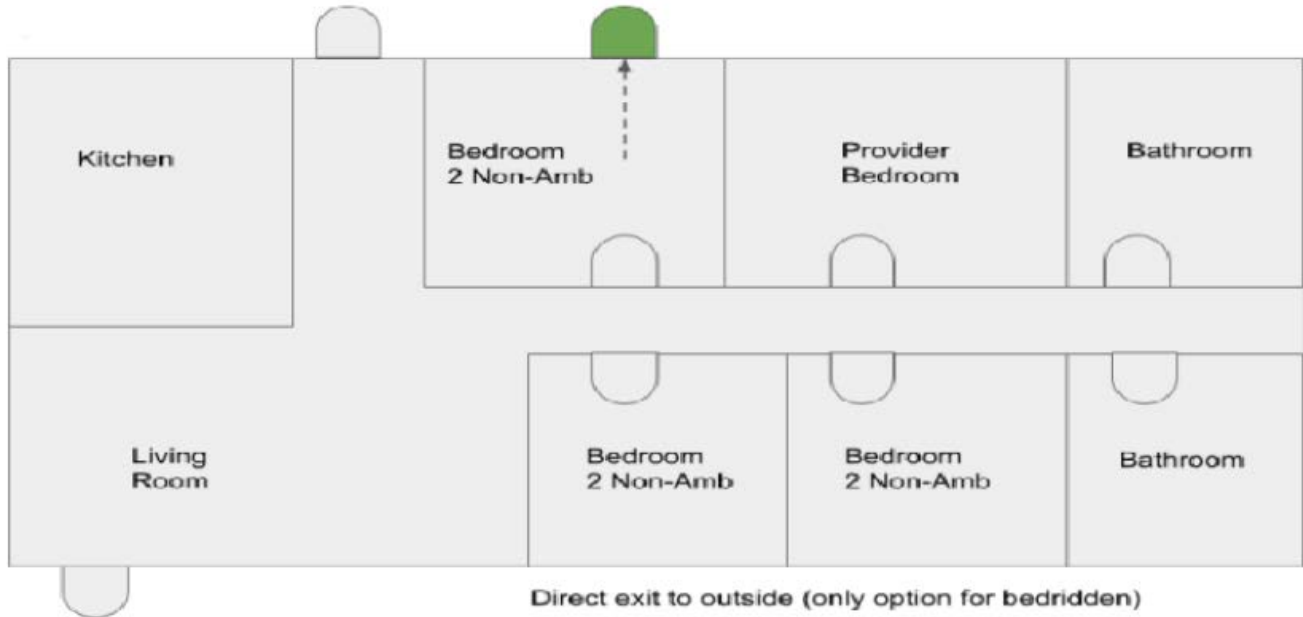 Kitchen
Bedroom
2 Non-Amb
Provider
Bedroom
Bathroom
Living
Room
Bedroom
2 Non-Amb
Bedroom
2 Non-Amb
Bathroom
Direct exit to outside (only option for bedridden)